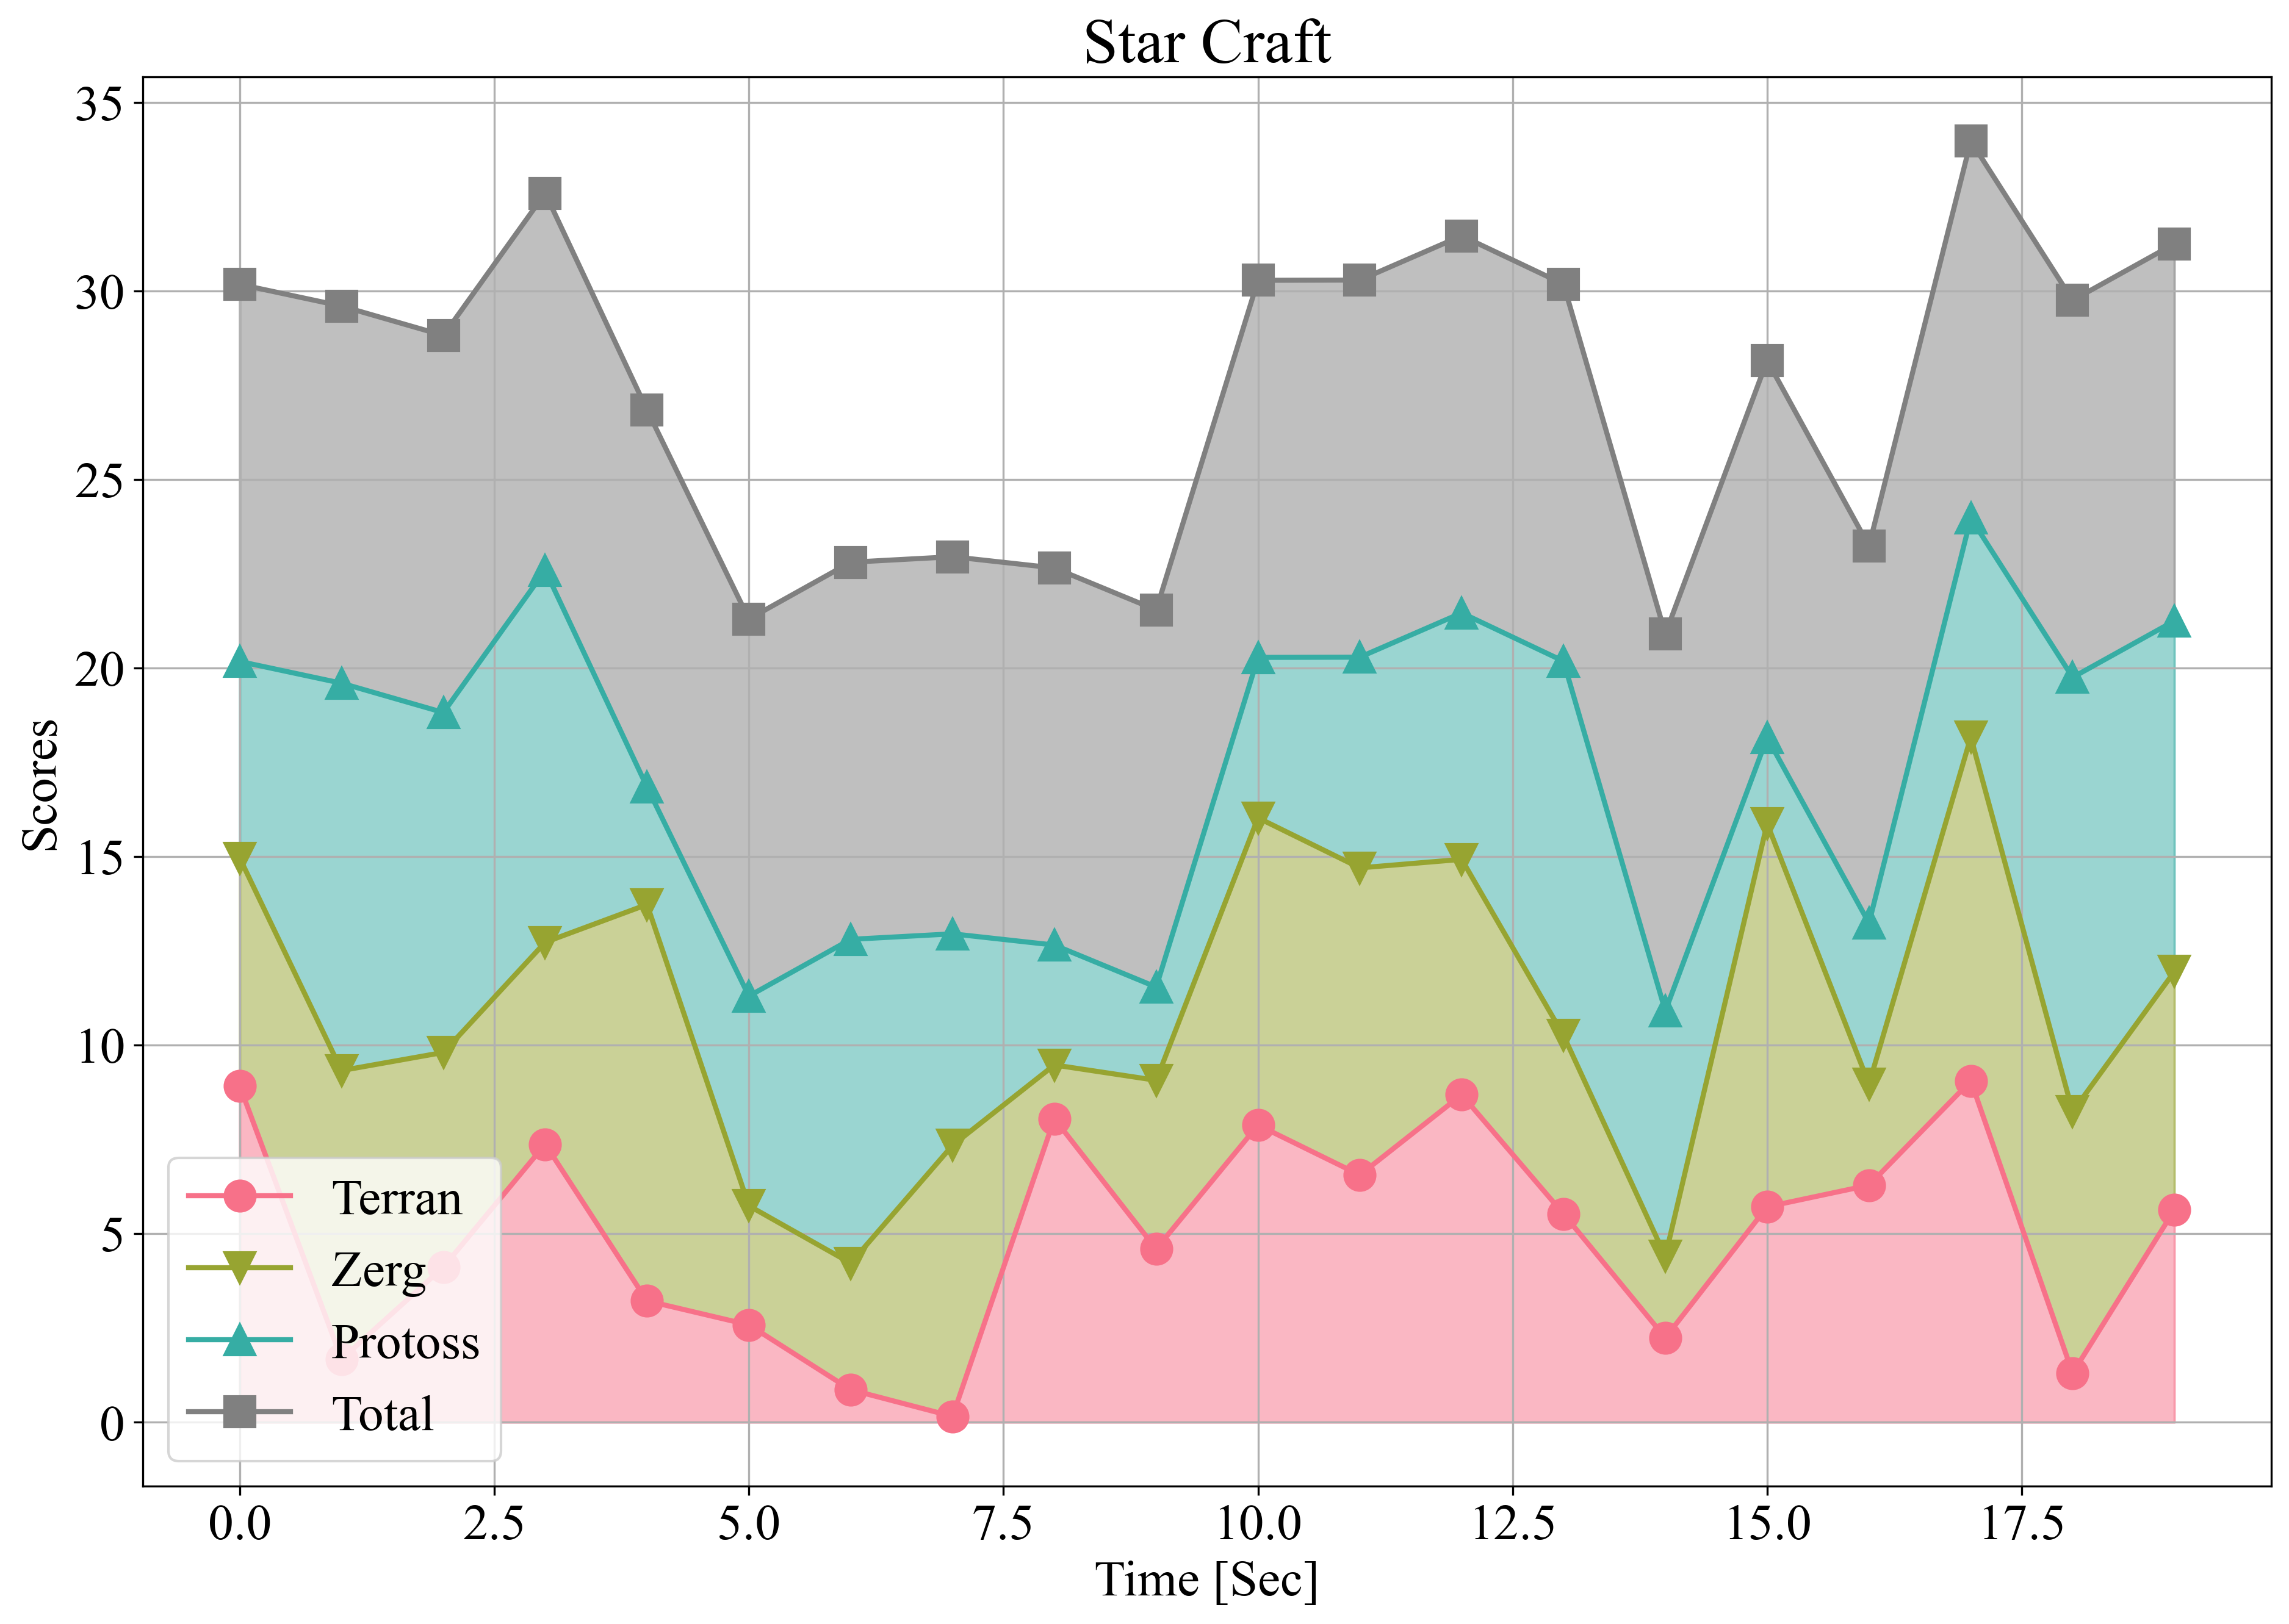 Star Craft
35
30
25
20
15
10
5
0
Scores
Terran
Zerg
Protoss
Total
0.0 2.5 5.0 7.5 10.0 12.5 15.0 17.5
Time [Sec]